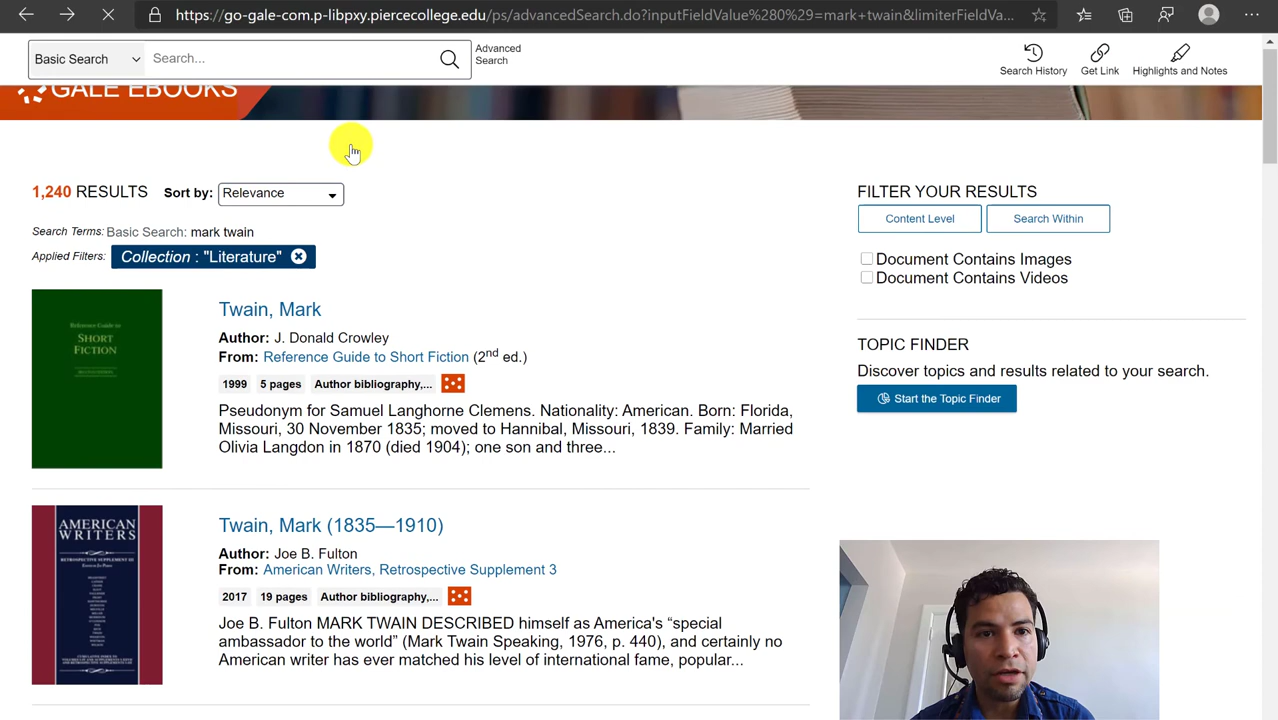 https://go-gale-com.p-libpxy.piercecollege.edu/ps/advancedSearch.do?inputFieldValue%280%29=mark+twain&limiterFieldVa...
Basic Search
Search...
Advanced
Search
Search History
Get Link
Highlights and Notes
GALE EBOOKS
1,240 RESULTS
Sort by:
Relevance
Search Terms: Basic Search: mark twain
Applied Filters:
Collection : "Literature"
FILTER YOUR RESULTS
Content Level
Search Within
Document Contains Images
Document Contains Videos
TOPIC FINDER
Discover topics and results related to your search.
Start the Topic Finder
Reference Guide to
SHORT
FICTION
Twain, Mark
Author: J. Donald Crowley
From: Reference Guide to Short Fiction (2nd ed.)
1999
5 pages
Author bibliography,...
Pseudonym for Samuel Langhorne Clemens. Nationality: American. Born: Florida,
Missouri, 30 November 1835; moved to Hannibal, Missouri, 1839. Family: Married
Olivia Langdon in 1870 (died 1904); one son and three...
AMERICAN
WRITERS
RETROSPECTIVE SUPPLEMENT III
Twain, Mark (1835—1910)
Author: Joe B. Fulton
From: American Writers, Retrospective Supplement 3
2017
19 pages
Author bibliography,...
Joe B. Fulton MARK TWAIN DESCRIBED himself as America's “special
ambassador to the world” (Mark Twain Speaking, 1976, p. 440), and certainly no
American writer has ever matched his level of international fame, popular...